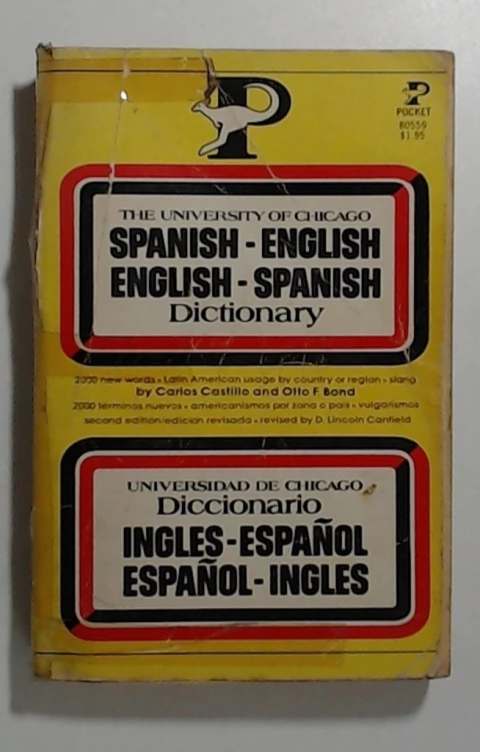 P
POCKET
80559
$1.95
THE UNIVERSITY OF CHICAGO
SPANISH-ENGLISH
ENGLISH-SPANISH
Dictionary
2000 new words • Latin American usage by country or region • slang
by Carlos Castillo and Otto F. Bond
2000 términos nuevos • americanismos por zona o país • vulgarismos
second edition/edición revisada • revised by D. Lincoln Canfield
UNIVERSIDAD DE CHICAGO
Diccionario
INGLES-ESPAÑOL
ESPAÑOL-INGLES